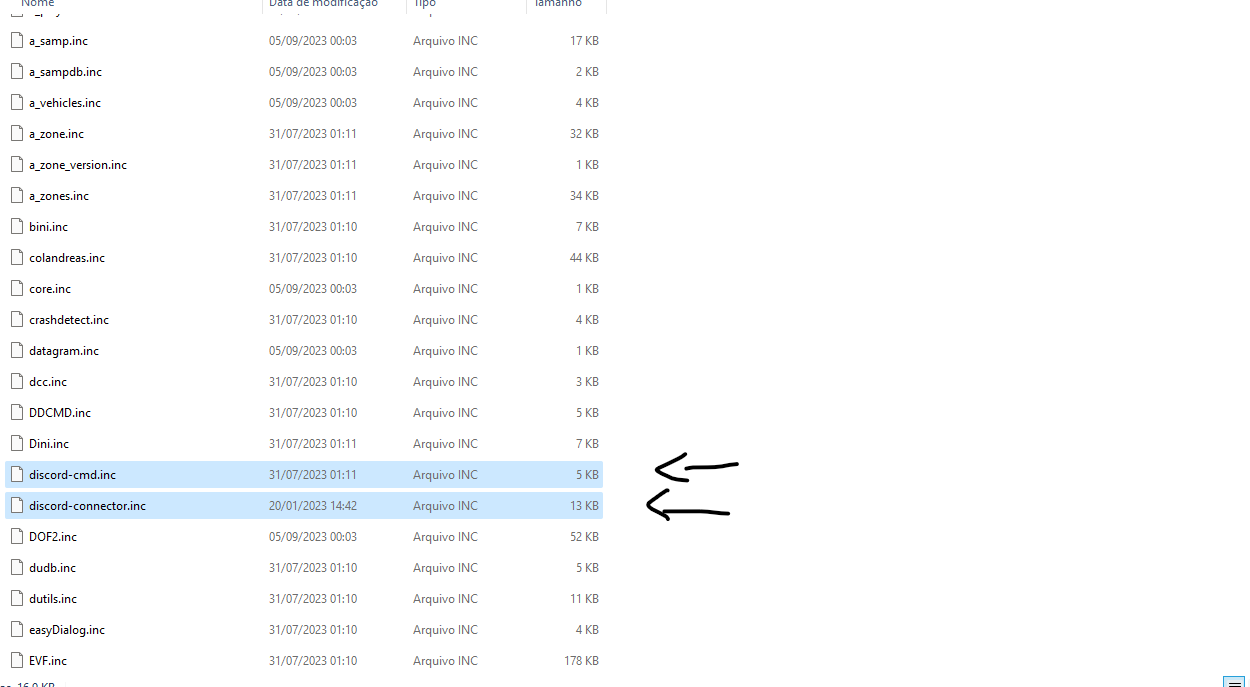 Nome Data de modificação Tipo Tamanho
a_samp.inc 05/09/2023 00:03 Arquivo INC 17 KB
a_sampdb.inc 05/09/2023 00:03 Arquivo INC 2 KB
a_vehicles.inc 05/09/2023 00:03 Arquivo INC 4 KB
a_zone.inc 31/07/2023 01:11 Arquivo INC 32 KB
a_zone_version.inc 31/07/2023 01:11 Arquivo INC 1 KB
a_zones.inc 31/07/2023 01:11 Arquivo INC 34 KB
bini.inc 31/07/2023 01:10 Arquivo INC 7 KB
colandreas.inc 31/07/2023 01:10 Arquivo INC 44 KB
core.inc 05/09/2023 00:03 Arquivo INC 1 KB
crashdetect.inc 31/07/2023 01:10 Arquivo INC 4 KB
datagram.inc 05/09/2023 00:03 Arquivo INC 1 KB
dcc.inc 31/07/2023 01:10 Arquivo INC 3 KB
DDCMD.inc 31/07/2023 01:10 Arquivo INC 5 KB
Dini.inc 31/07/2023 01:11 Arquivo INC 7 KB
discord-cmd.inc 31/07/2023 01:11 Arquivo INC 5 KB
discord-connector.inc 20/01/2023 14:42 Arquivo INC 13 KB
DOF2.inc 05/09/2023 00:03 Arquivo INC 52 KB
dudb.inc 31/07/2023 01:10 Arquivo INC 5 KB
dutils.inc 31/07/2023 01:10 Arquivo INC 11 KB
easyDialog.inc 31/07/2023 01:10 Arquivo INC 4 KB
EVF.inc 31/07/2023 01:10 Arquivo INC 178 KB
16,0 KB